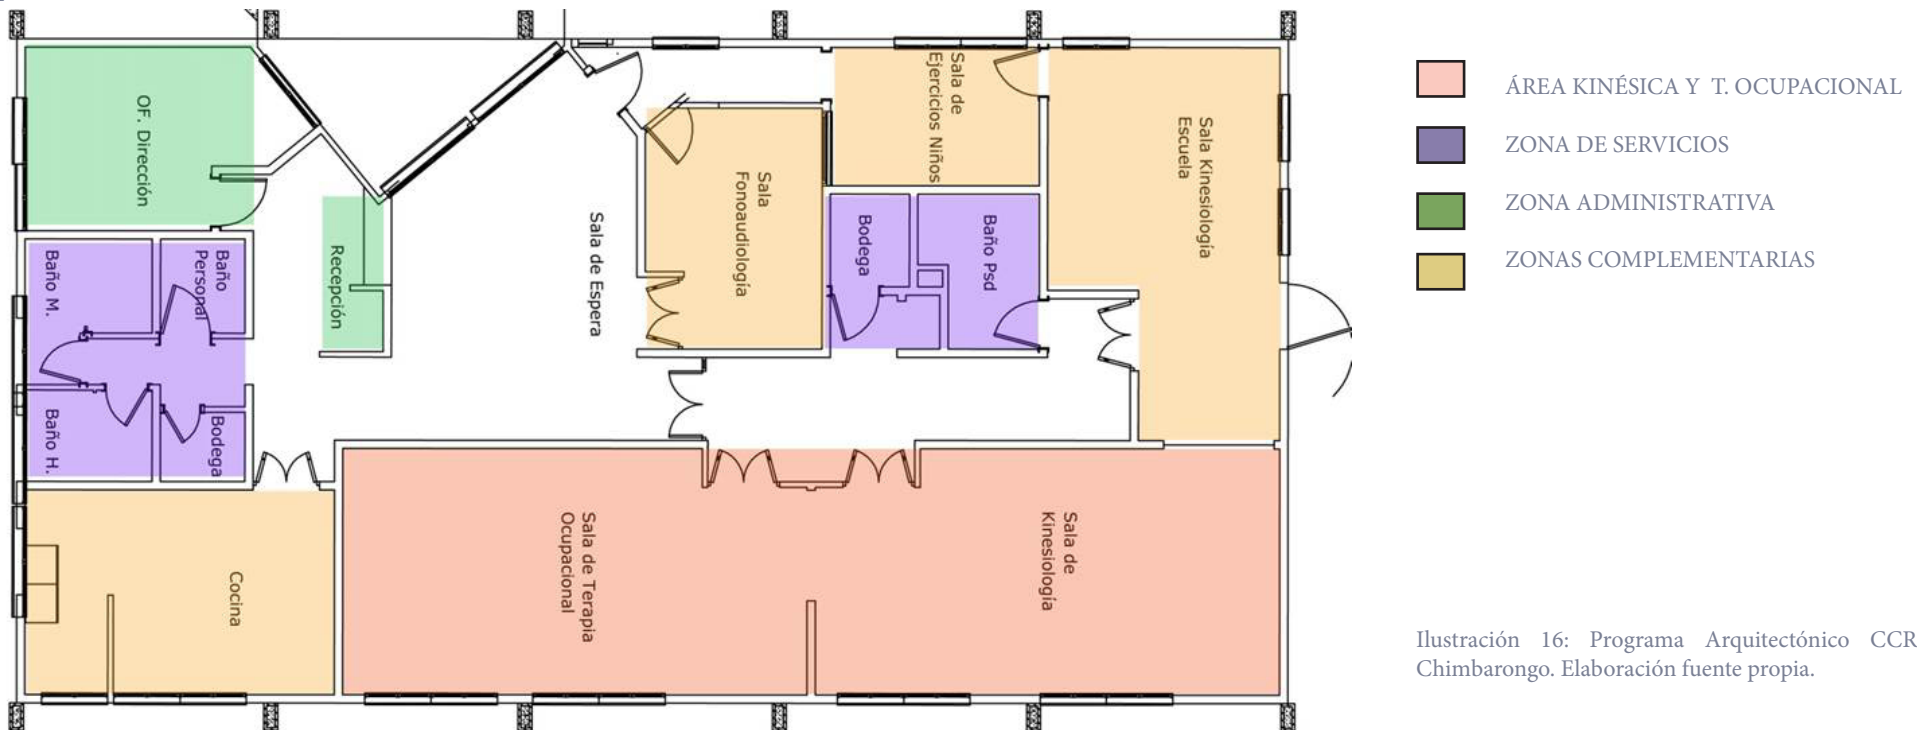 OF. Dirección
Baño M.
Baño
Personal
Recepción
Baño H.
Bodega
Cocina
Sala de Espera
Sala
Fonoaudiología
Sala de
Ejercicios Niños
Bodega
Baño Psd
Sala Kinesiología
Escuela
Sala de Terapia
Ocupacional
Sala de
Kinesiología
ÁREA KINÉSICA Y T. OCUPACIONAL
ZONA DE SERVICIOS
ZONA ADMINISTRATIVA
ZONAS COMPLEMENTARIAS
Ilustración 16: Programa Arquitectónico CCR
Chimbarongo. Elaboración fuente propia.